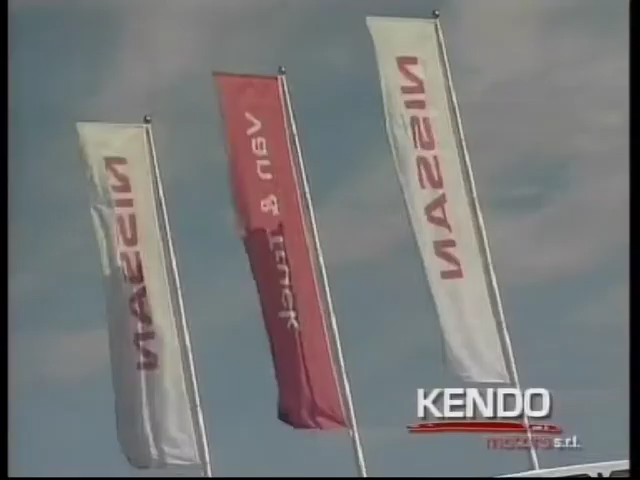 NISSAN
van & Truck
NISSAN
KENDO
motors s.r.l.